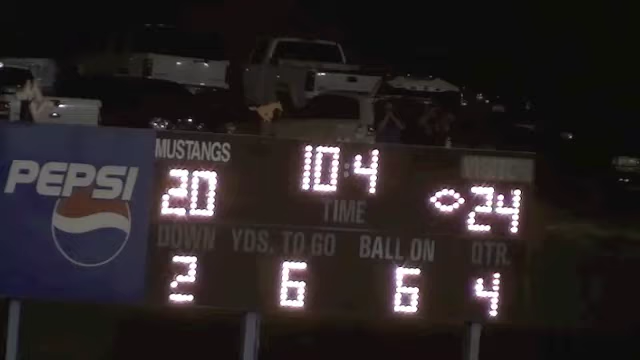 PEPSI
MUSTANGS
10:4
20
TIME
24
DOWN YDS. TO GO BALL ON QTR.
2 6 6 4